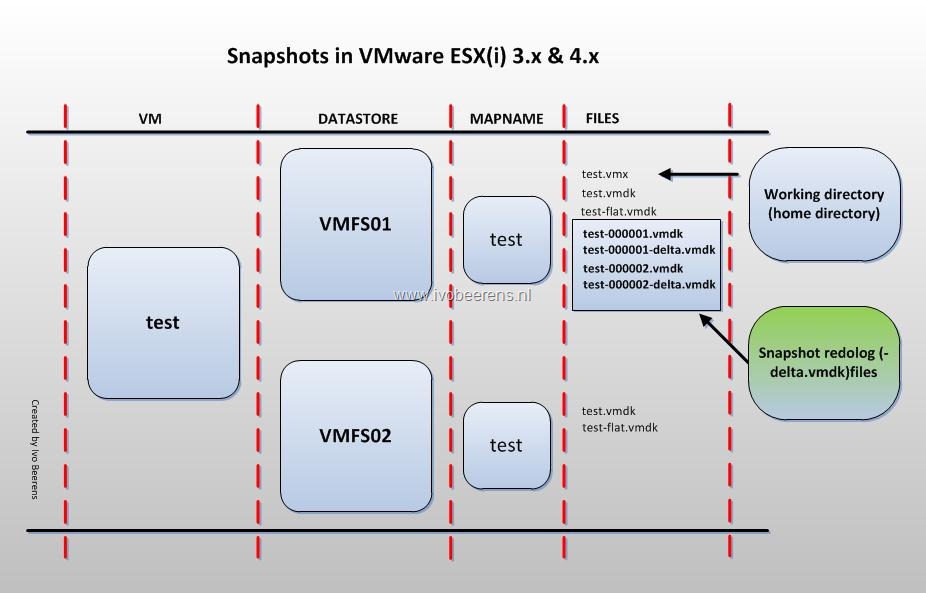 Snapshots in VMware ESX(i) 3.x & 4.x
VM
DATASTORE
MAPNAME
FILES
test
VMFS01
test
test.vmx
test.vmdk
test-flat.vmdk
test-000001.vmdk
test-000001-delta.vmdk
test-000002.vmdk
test-000002-delta.vmdk
Working directory
(home directory)
www.ivobeerens.nl
Snapshot redolog (-
delta.vmdk)files
VMFS02
test
test.vmdk
test-flat.vmdk
Created by Ivo Beerens